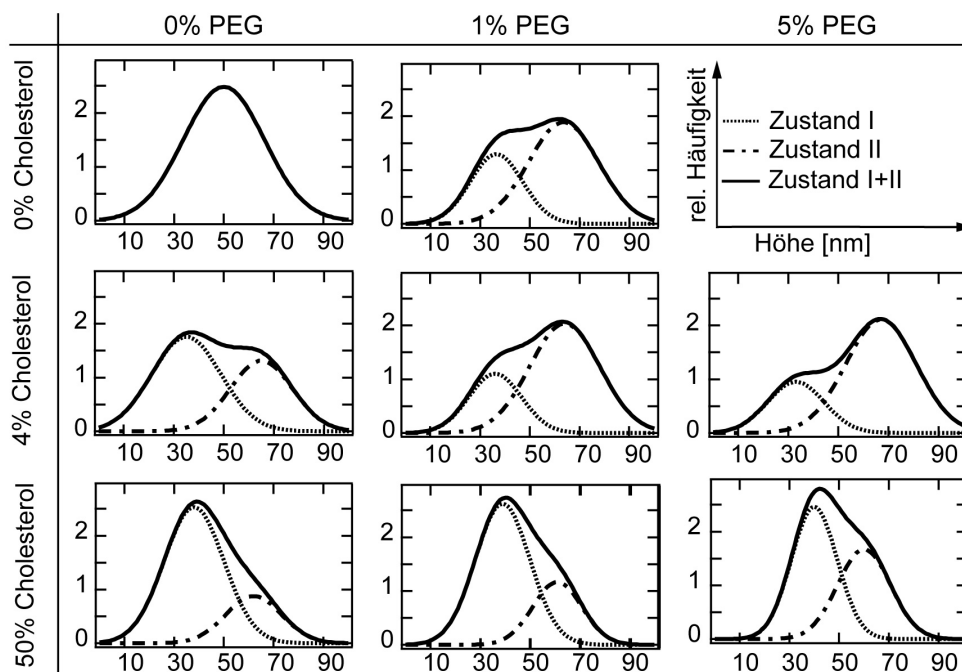 0% PEG 1% PEG 5% PEG
0% Cholesterol
2
1
0
10 30 50 70 90
2
1
0
10 30 50 70 90
rel. Häufigkeit
Höhe [nm]
Zustand I
Zustand II
Zustand I+II
4% Cholesterol
2
1
0
10 30 50 70 90
2
1
0
10 30 50 70 90
2
1
0
10 30 50 70 90
50% Cholesterol
2
1
0
10 30 50 70 90
2
1
0
10 30 50 70 90
2
1
0
10 30 50 70 90